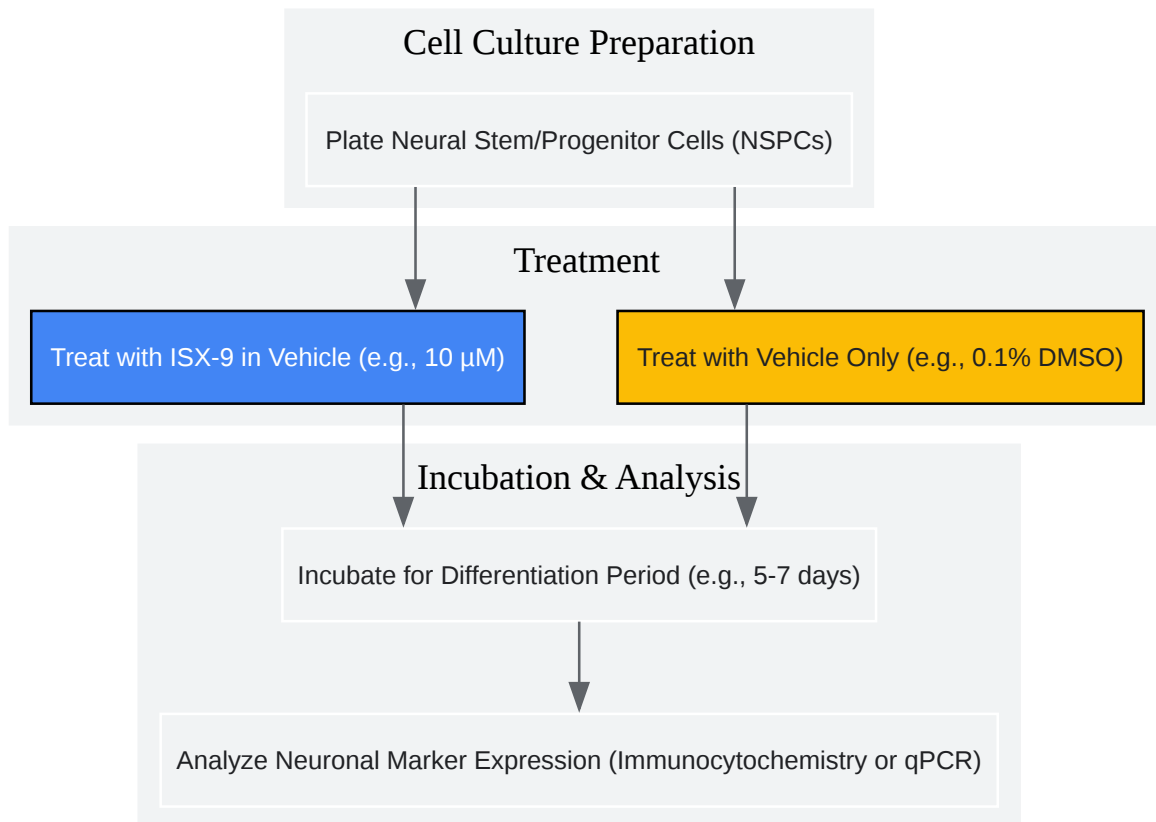 Cell Culture Preparation
Plate Neural Stem/Progenitor Cells (NSPCs)
Treatment
Treat with ISX-9 in Vehicle (e.g., 10 µM)
Treat with Vehicle Only (e.g., 0.1% DMSO)
Incubation & Analysis
Incubate for Differentiation Period (e.g., 5-7 days)
Analyze Neuronal Marker Expression (Immunocytochemistry or qPCR)